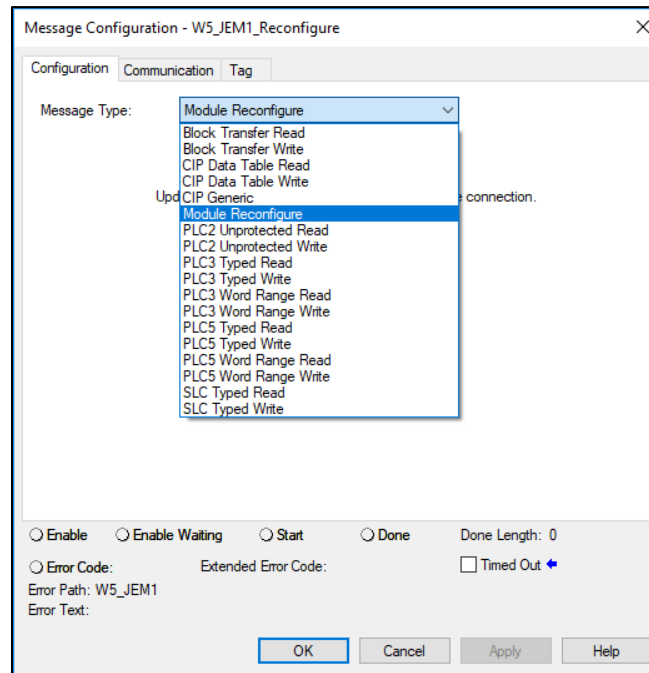 Message Configuration - W5_JEM1_Reconfigure
Configuration Communication Tag
Message Type: Module Reconfigure
Block Transfer Read
Block Transfer Write
CIP Data Table Read
CIP Data Table Write
Upd CIP Generic connection.
Module Reconfigure
PLC2 Unprotected Read
PLC2 Unprotected Write
PLC3 Typed Read
PLC3 Typed Write
PLC3 Word Range Read
PLC3 Word Range Write
PLC5 Typed Read
PLC5 Typed Write
PLC5 Word Range Read
PLC5 Word Range Write
SLC Typed Read
SLC Typed Write
Enable Enable Waiting Start Done Done Length: 0
Error Code: Extended Error Code: Timed Out
Error Path: W5_JEM1
Error Text:
OK Cancel Apply Help